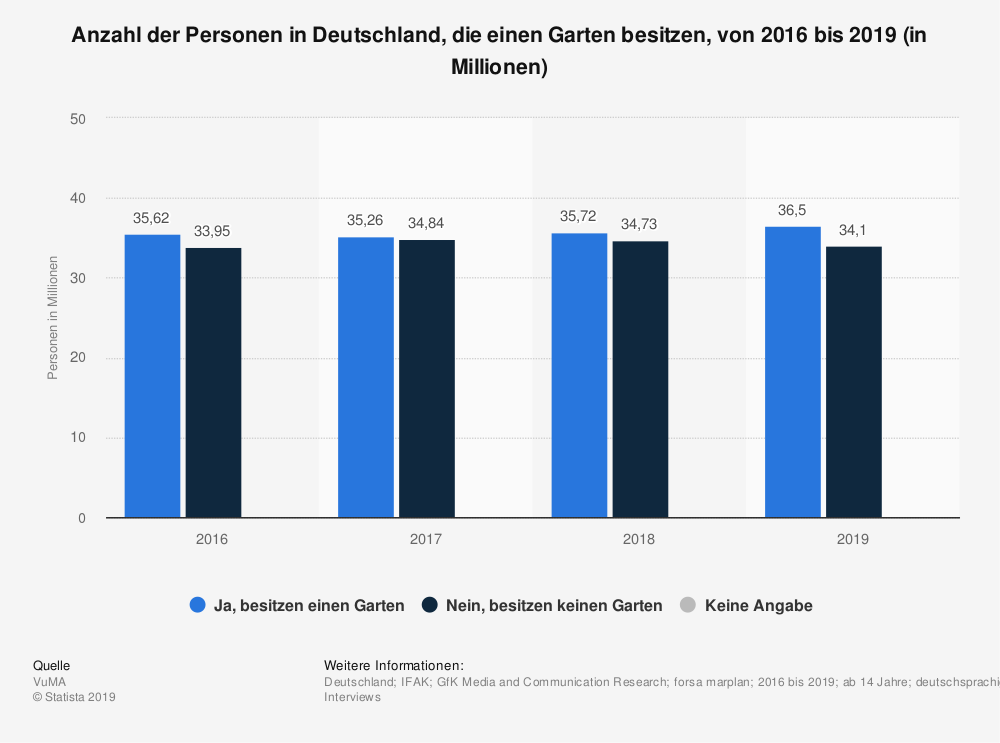 Anzahl der Personen in Deutschland, die einen Garten besitzen, von 2016 bis 2019 (in
Millionen)
Personen in Millionen
50
40
30
20
10
0
35,62
33,95
35,26
34,84
35,72
34,73
36,5
34,1
2016
2017
2018
2019
Ja, besitzen einen Garten
Nein, besitzen keinen Garten
Keine Angabe
Quelle
VuMA
© Statista 2019
Weitere Informationen:
Deutschland; IFAK; GfK Media and Communication Research; forsa marplan; 2016 bis 2019; ab 14 Jahre;
Interviews